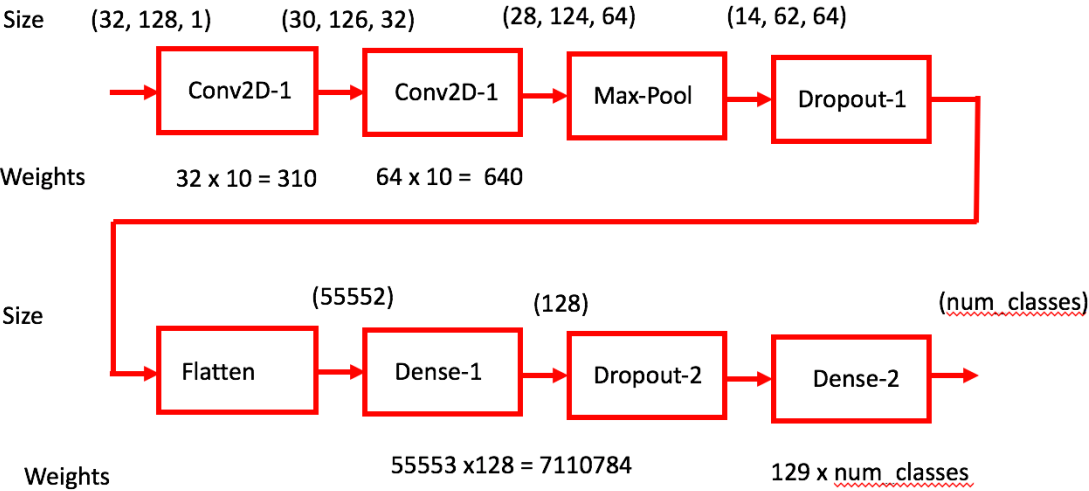 Size (32, 128, 1) (30, 126, 32) (28, 124, 64) (14, 62, 64)
Conv2D-1 Conv2D-1 Max-Pool Dropout-1
Weights 32 x 10 = 310 64 x 10 = 640
Size (55552) (128) (num_classes)
Flatten Dense-1 Dropout-2 Dense-2
Weights 55553 x128 = 7110784 129 x num_classes